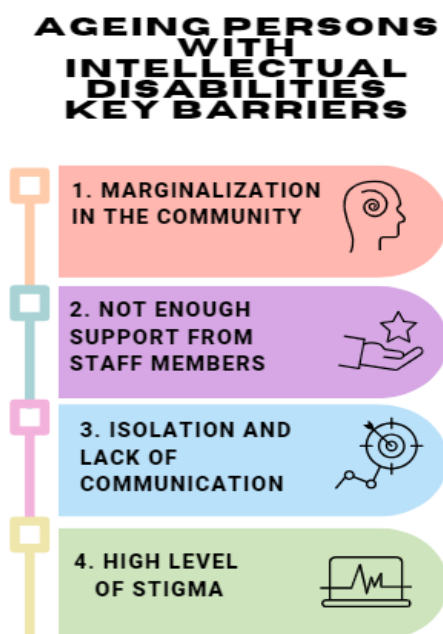 AGEING PERSONS
WITH
INTELLECTUAL
DISABILITIES
KEY BARRIERS
1. MARGINALIZATION
IN THE COMMUNITY
2. NOT ENOUGH
SUPPORT FROM
STAFF MEMBERS
3. ISOLATION AND
LACK OF
COMMUNICATION
4. HIGH LEVEL
OF STIGMA